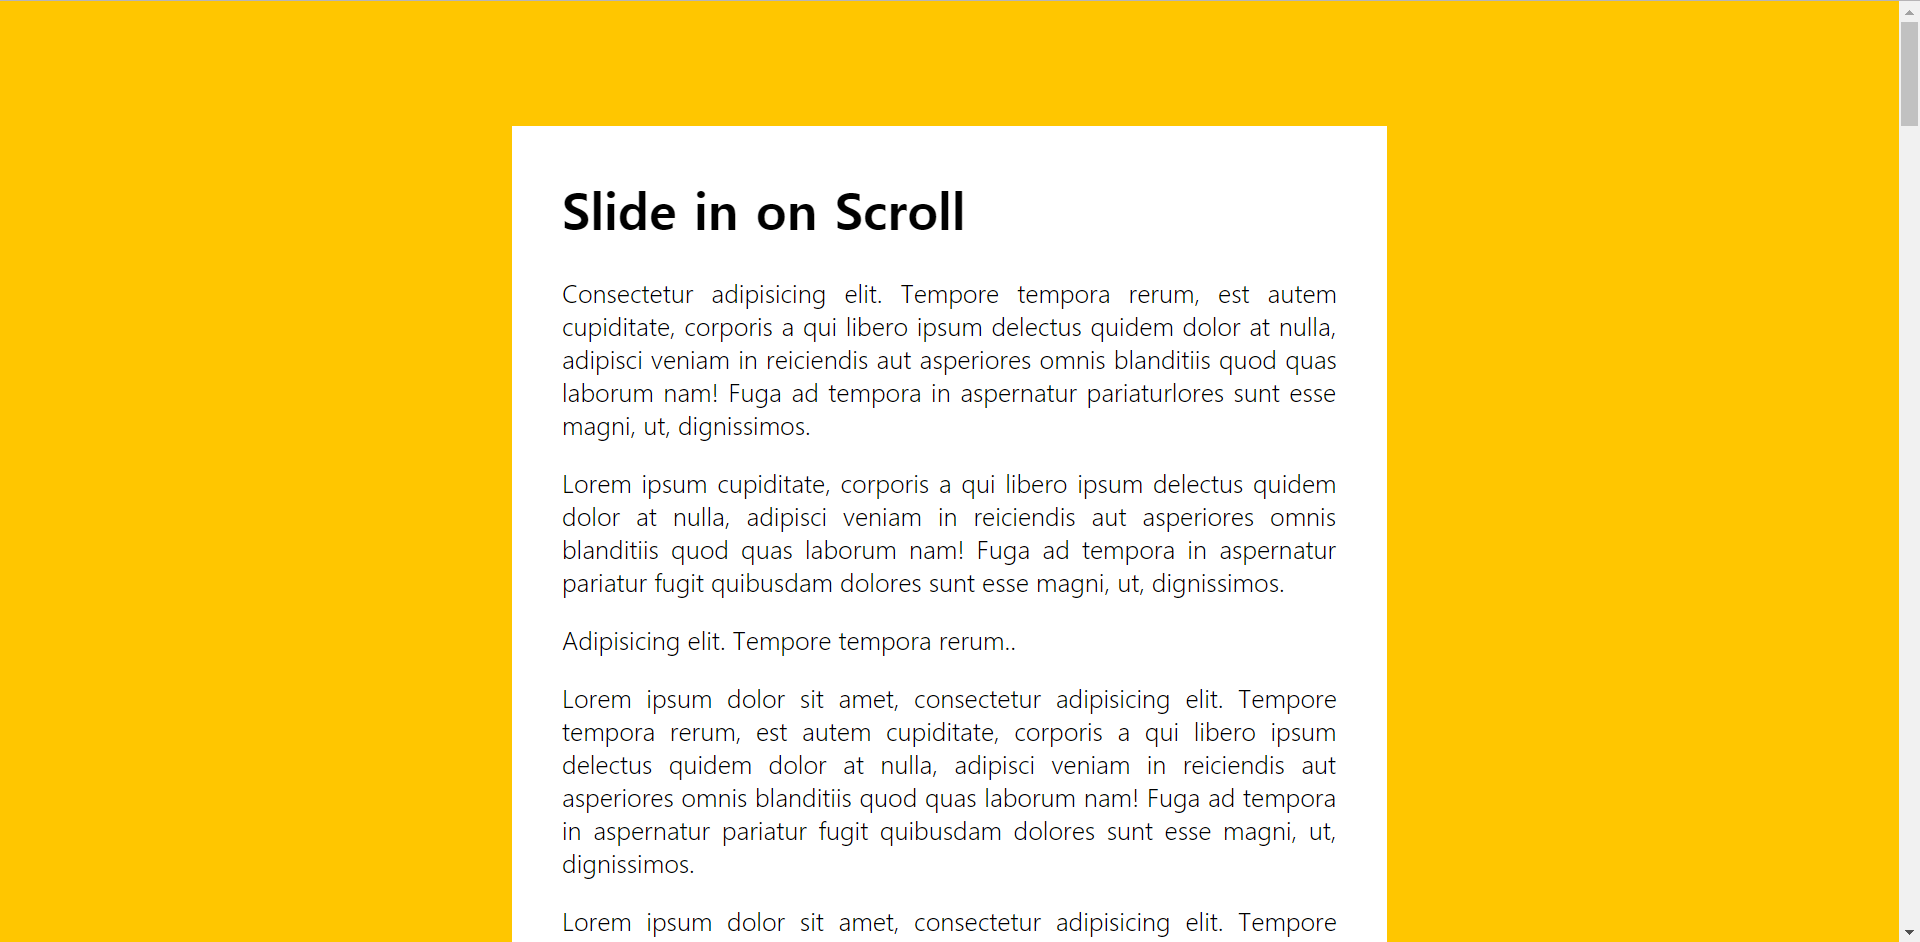 Slide in on Scroll
Consectetur adipisicing elit. Tempore tempora rerum, est autem
cupiditate, corporis a qui libero ipsum delectus quidem dolor at nulla,
adipisci veniam in reiciendis aut asperiores omnis blanditiis quod quas
laborum nam! Fuga ad tempora in aspernatur pariaturlores sunt esse
magni, ut, dignissimos.
Lorem ipsum cupiditate, corporis a qui libero ipsum delectus quidem
dolor at nulla, adipisci veniam in reiciendis aut asperiores omnis
blanditiis quod quas laborum nam! Fuga ad tempora in aspernatur
pariatur fugit quibusdam dolores sunt esse magni, ut, dignissimos.
Adipisicing elit. Tempore tempora rerum..
Lorem ipsum dolor sit amet, consectetur adipisicing elit. Tempore
tempora rerum, est autem cupiditate, corporis a qui libero ipsum
delectus quidem dolor at nulla, adipisci veniam in reiciendis aut
asperiores omnis blanditiis quod quas laborum nam! Fuga ad tempora
in aspernatur pariatur fugit quibusdam dolores sunt esse magni, ut,
dignissimos.
Lorem ipsum dolor sit amet, consectetur adipisicing elit. Tempore